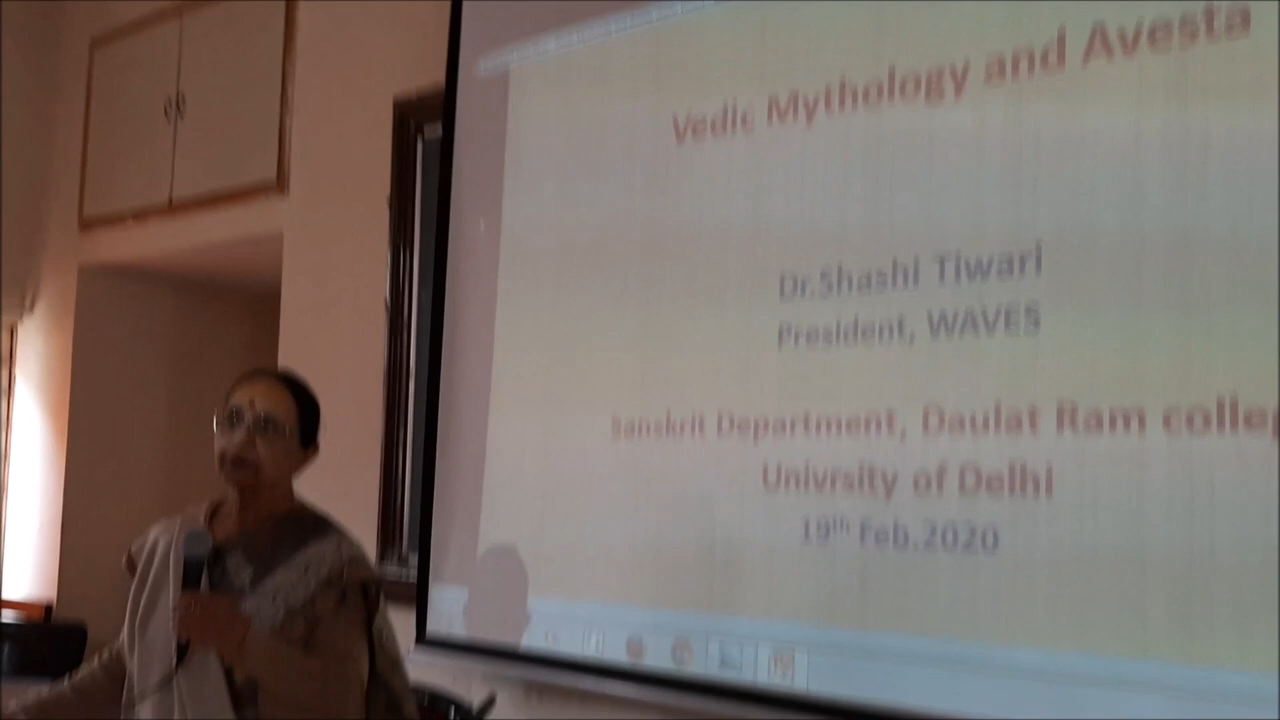 Vedic Mythology and Avesta
Dr.Shashi Tiwari
President, WAVES
Sanskrit Department, Daulat Ram colleg
Univrsity of Delhi
19th Feb.2020